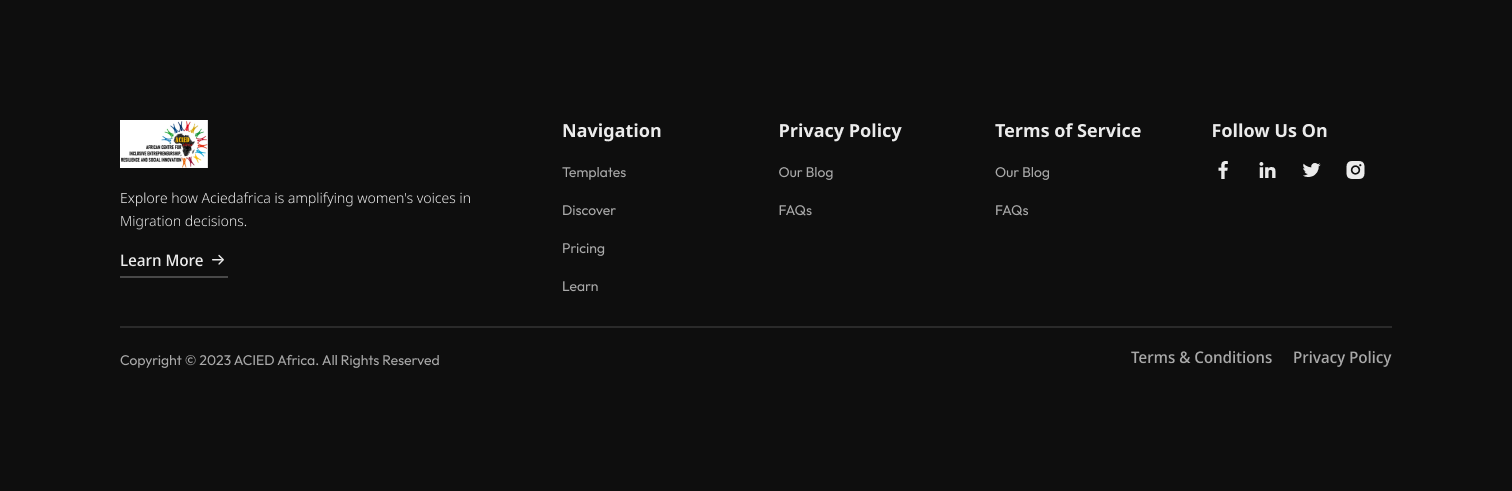 ACIED
AFRICAN CENTRE FOR
INCLUSIVE ENTREPRENEURSHIP,
RESILIENCE AND SOCIAL INNOVATION
Explore how Aciedafrica is amplifying women's voices in
Migration decisions.
Learn More
Navigation
Templates
Discover
Pricing
Learn
Privacy Policy
Our Blog
FAQs
Terms of Service
Our Blog
FAQs
Follow Us On
Copyright © 2023 ACIED Africa. All Rights Reserved
Terms & Conditions
Privacy Policy